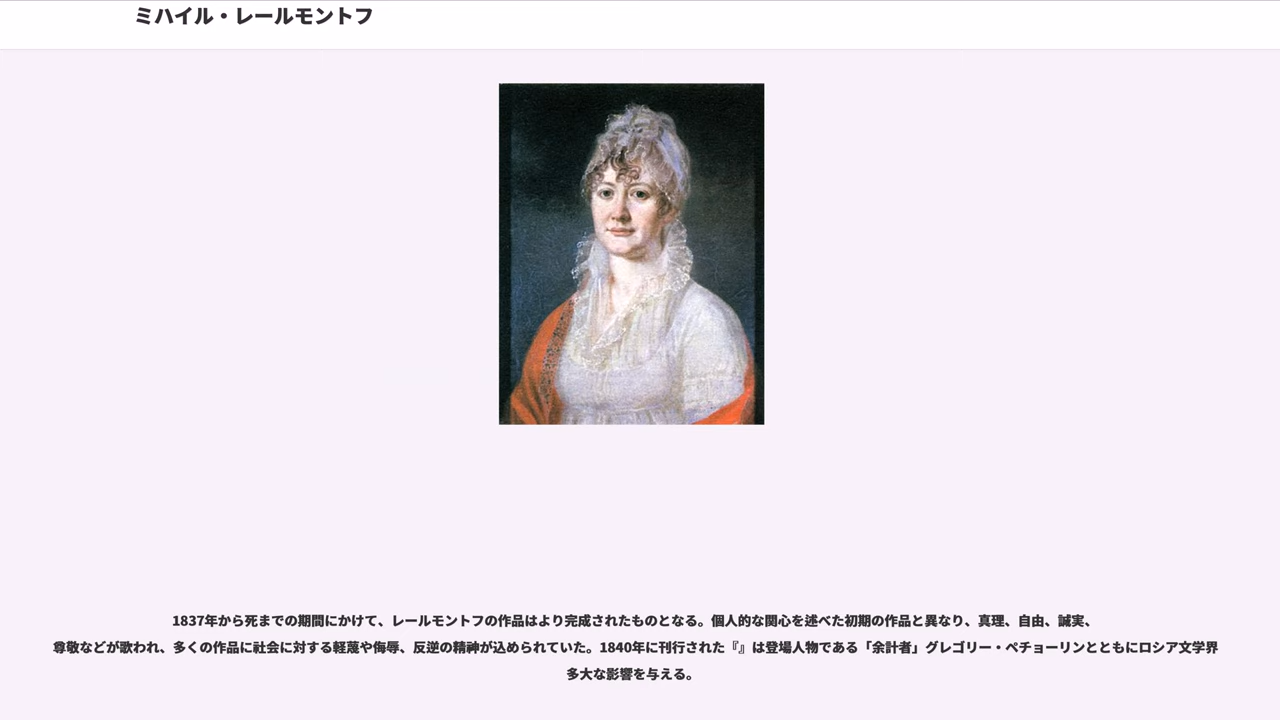 ミハイル・レールモントフ
1837年から死までの期間にかけて、レールモントフの作品はより完成されたものとなる。個人的な関心を述べた初期の作品と異なり、真理、自由、誠実、
尊敬などが歌われ、多くの作品に社会に対する軽蔑や侮辱、反逆の精神が込められていた。1840年に刊行された『』は登場人物である「余計者」グレゴリー・ペチョーリンとともにロシア文学界
多大な影響を与える。